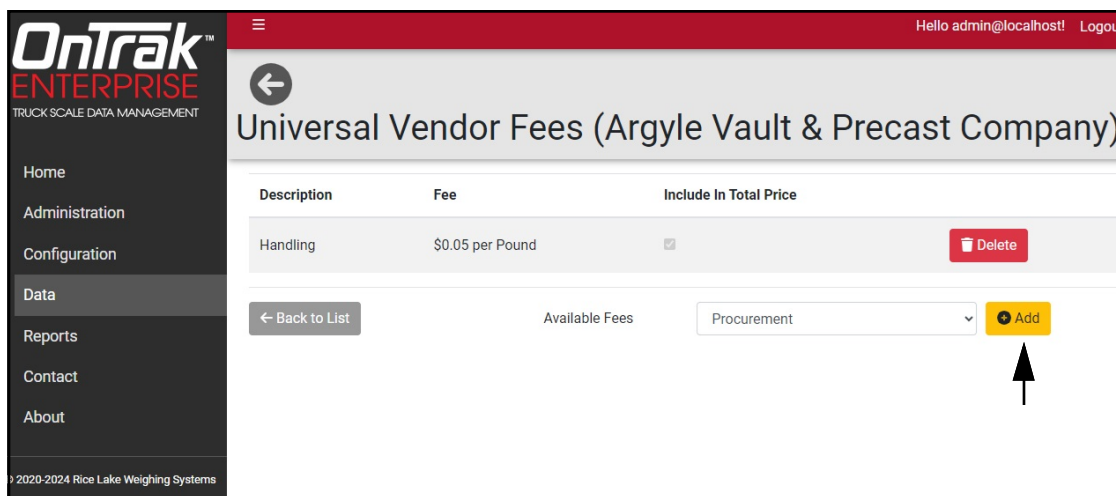 OnTrak™
ENTERPRISE
TRUCK SCALE DATA MANAGEMENT
Home
Administration
Configuration
Data
Reports
Contact
About
© 2020-2024 Rice Lake Weighing Systems
Hello admin@localhost! Logou
Universal Vendor Fees (Argyle Vault & Precast Company)
Description Fee Include In Total Price
Handling $0.05 per Pound Delete
Back to List Available Fees Procurement Add